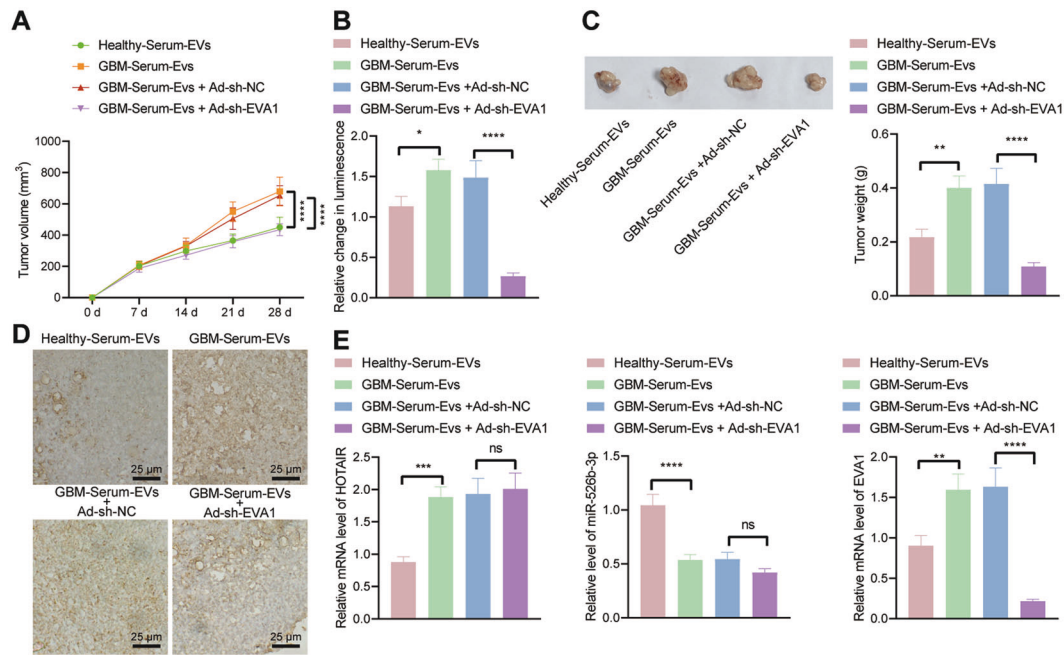 A
Healthy-Serum-EVs
GBM-Serum-Evs
GBM-Serum-Evs + Ad-sh-NC
GBM-Serum-Evs + Ad-sh-EVA1
Tumor volume (mm³)
1000
800
600
400
200
0
0 d
7 d
14 d
21 d
28 d
****
****
B
Healthy-Serum-EVs
GBM-Serum-Evs
GBM-Serum-Evs +Ad-sh-NC
GBM-Serum-Evs + Ad-sh-EVA1
Relative change in luminescence
2.0
1.5
1.0
0.5
0.0
*
****
C
Healthy-Serum-EVs
GBM-Serum-EVs
GBM-Serum-Evs +Ad-sh-NC
GBM-Serum-Evs + Ad-sh-EVA1
Healthy-Serum-EVs
GBM-Serum-Evs
GBM-Serum-Evs +Ad-sh-NC
GBM-Serum-Evs + Ad-sh-EVA1
Tumor weight (g)
0.6
0.4
0.2
0.0
**
****
D
Healthy-Serum-EVs
GBM-Serum-EVs
25 μm
25 μm
GBM-Serum-EVs
+
Ad-sh-NC
GBM-Serum-EVs
+
Ad-sh-EVA1
25 μm
25 μm
E
Healthy-Serum-EVs
GBM-Serum-Evs
GBM-Serum-Evs +Ad-sh-NC
GBM-Serum-Evs + Ad-sh-EVA1
Relative mRNA level of HOTAIR
2.5
2.0
1.5
1.0
0.5
0.0
***
ns
Healthy-Serum-EVs
GBM-Serum-Evs
GBM-Serum-Evs +Ad-sh-NC
GBM-Serum-Evs + Ad-sh-EVA1
Relative level of miR-526b-3p
1.5
1.0
0.5
0.0
****
ns
Healthy-Serum-EVs
GBM-Serum-Evs
GBM-Serum-Evs +Ad-sh-NC
GBM-Serum-Evs + Ad-sh-EVA1
Relative mRNA level of EVA1
2.0
1.5
1.0
0.5
0.0
**
****